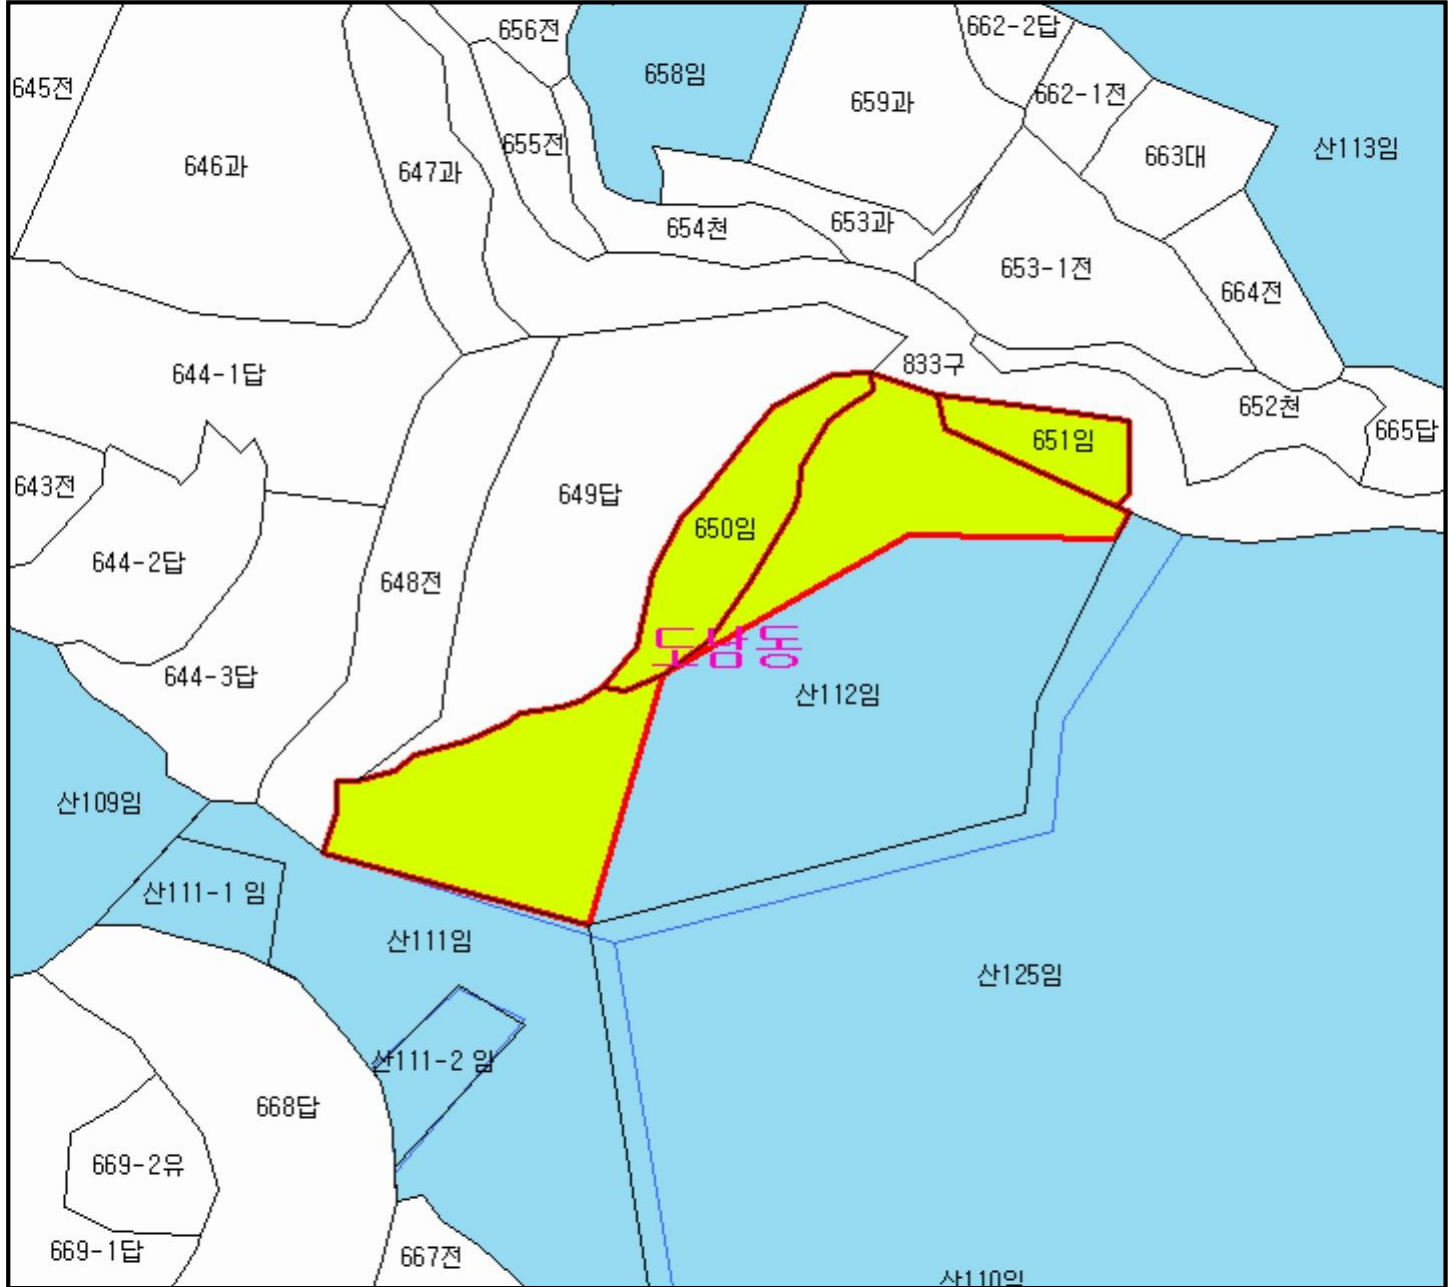 656전
662-2답
645전
658임
659과
662-1전
655전
663대
산113임
646과
647과
654천
653과
653-1전
664전
833구
644-1답
652천
665답
651임
643전
649답
650임
644-2답
648전
도남동
644-3답
산112임
산109임
산111-1 임
산111임
산125임
산111-2 임
668답
669-2유
669-1답
667전
산110임